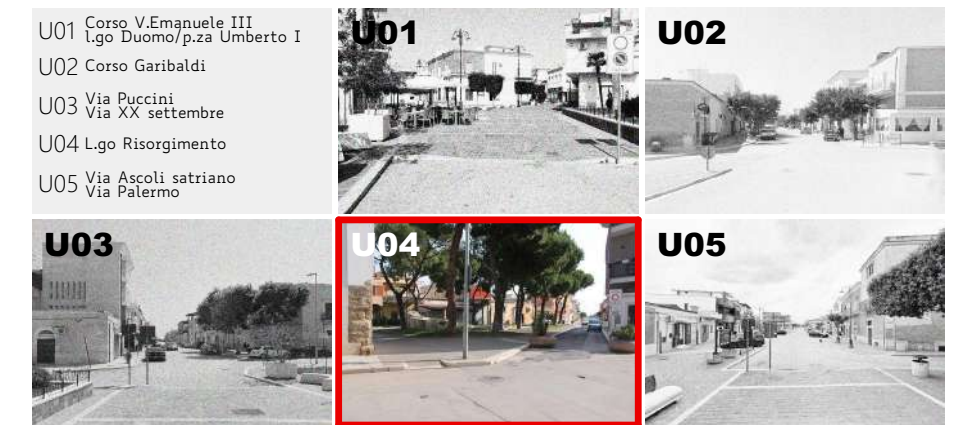 U01 Corso V.Emanuele III
l.go Duomo/p.za Umberto I
U02 Corso Garibaldi
U03 Via Puccini
Via XX settembre
U04 L.go Risorgimento
U05 Via Ascoli satriano
Via Palermo
U01
U02
U03
U04
U05